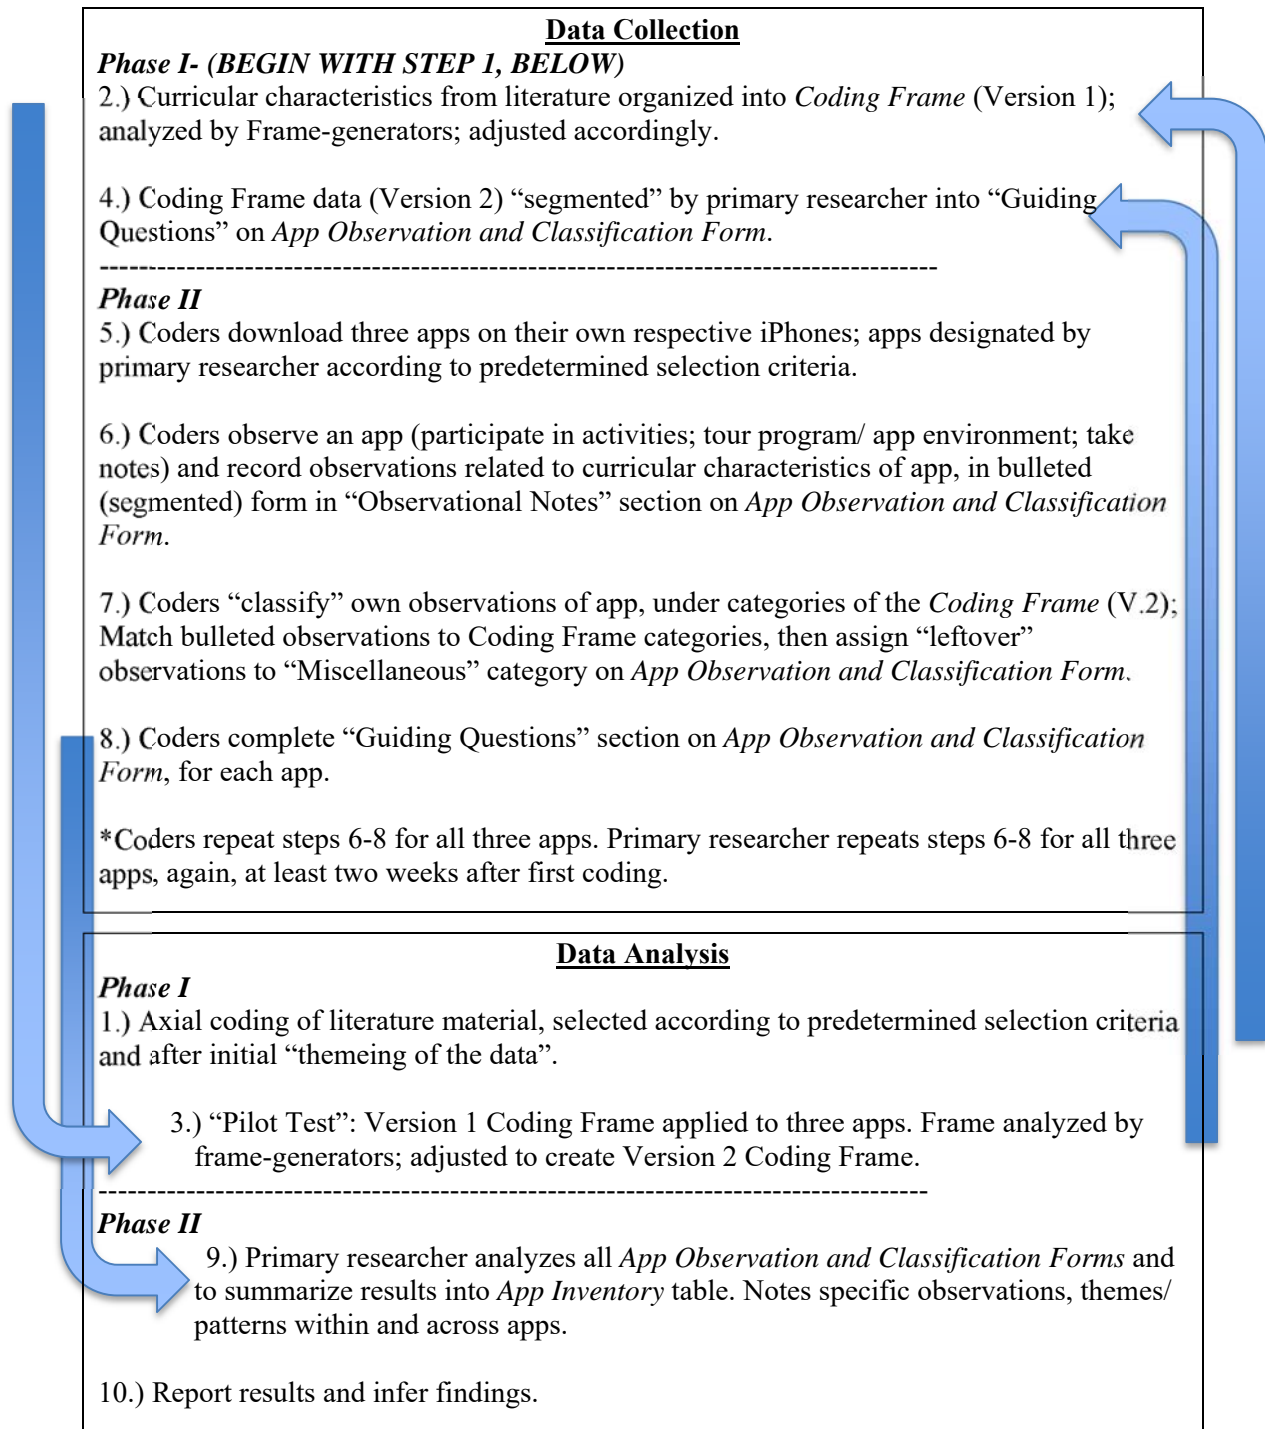 Data Collection
Phase I- (BEGIN WITH STEP 1, BELOW)
2.) Curricular characteristics from literature organized into Coding Frame (Version 1);
analyzed by Frame-generators; adjusted accordingly.
4.) Coding Frame data (Version 2) “segmented” by primary researcher into “Guiding
Questions” on App Observation and Classification Form.
---------------------------------------------------------------------------------------
Phase II
5.) Coders download three apps on their own respective iPhones; apps designated by
primary researcher according to predetermined selection criteria.
6.) Coders observe an app (participate in activities; tour program/ app environment; take
notes) and record observations related to curricular characteristics of app, in bulleted
(segmented) form in “Observational Notes” section on App Observation and Classification
Form.
7.) Coders “classify” own observations of app, under categories of the Coding Frame (V.2);
Match bulleted observations to Coding Frame categories, then assign “leftover”
observations to “Miscellaneous” category on App Observation and Classification Form.
8.) Coders complete “Guiding Questions” section on App Observation and Classification
Form, for each app.
*Coders repeat steps 6-8 for all three apps. Primary researcher repeats steps 6-8 for all three
apps, again, at least two weeks after first coding.
Data Analysis
Phase I
1.) Axial coding of literature material, selected according to predetermined selection criteria
and after initial “themeing of the data”.
3.) “Pilot Test”: Version 1 Coding Frame applied to three apps. Frame analyzed by
frame-generators; adjusted to create Version 2 Coding Frame.
--------------------------------------------------------------------------------------
Phase II
9.) Primary researcher analyzes all App Observation and Classification Forms and
to summarize results into App Inventory table. Notes specific observations, themes/
patterns within and across apps.
10.) Report results and infer findings.